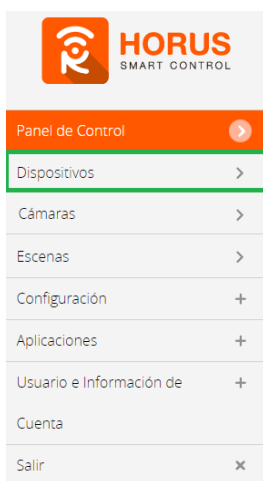 HORUS
SMART CONTROL
Panel de Control
Dispositivos
Cámaras
Escenas
Configuración
Aplicaciones
Usuario e Información de
Cuenta
Salir